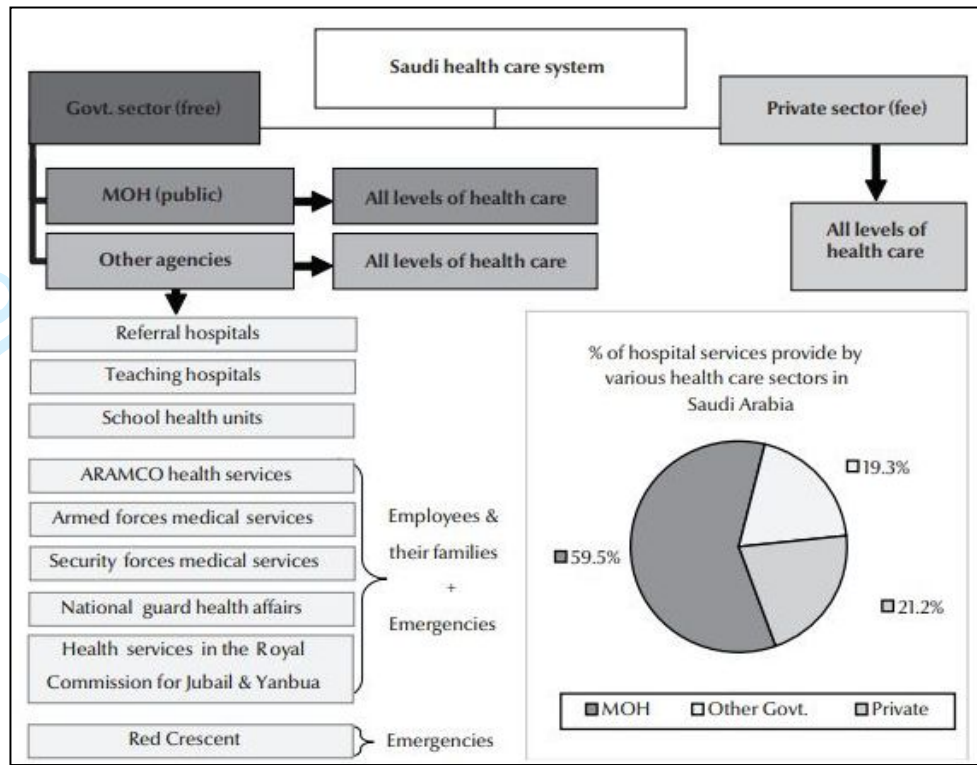 Saudi health care system
Govt. sector (free)
Private sector (fee)
MOH (public)
All levels of health care
Other agencies
All levels of health care
All levels of
health care
Referral hospitals
Teaching hospitals
School health units
ARAMCO health services
Armed forces medical services
Security forces medical services
National guard health affairs
Health services in the Royal
Commission for Jubail & Yanbua
Employees &
their families
+
Emergencies
Red Crescent
Emergencies
% of hospital services provide by
various health care sectors in
Saudi Arabia
19.3%
59.5%
21.2%
MOH
Other Govt.
Private